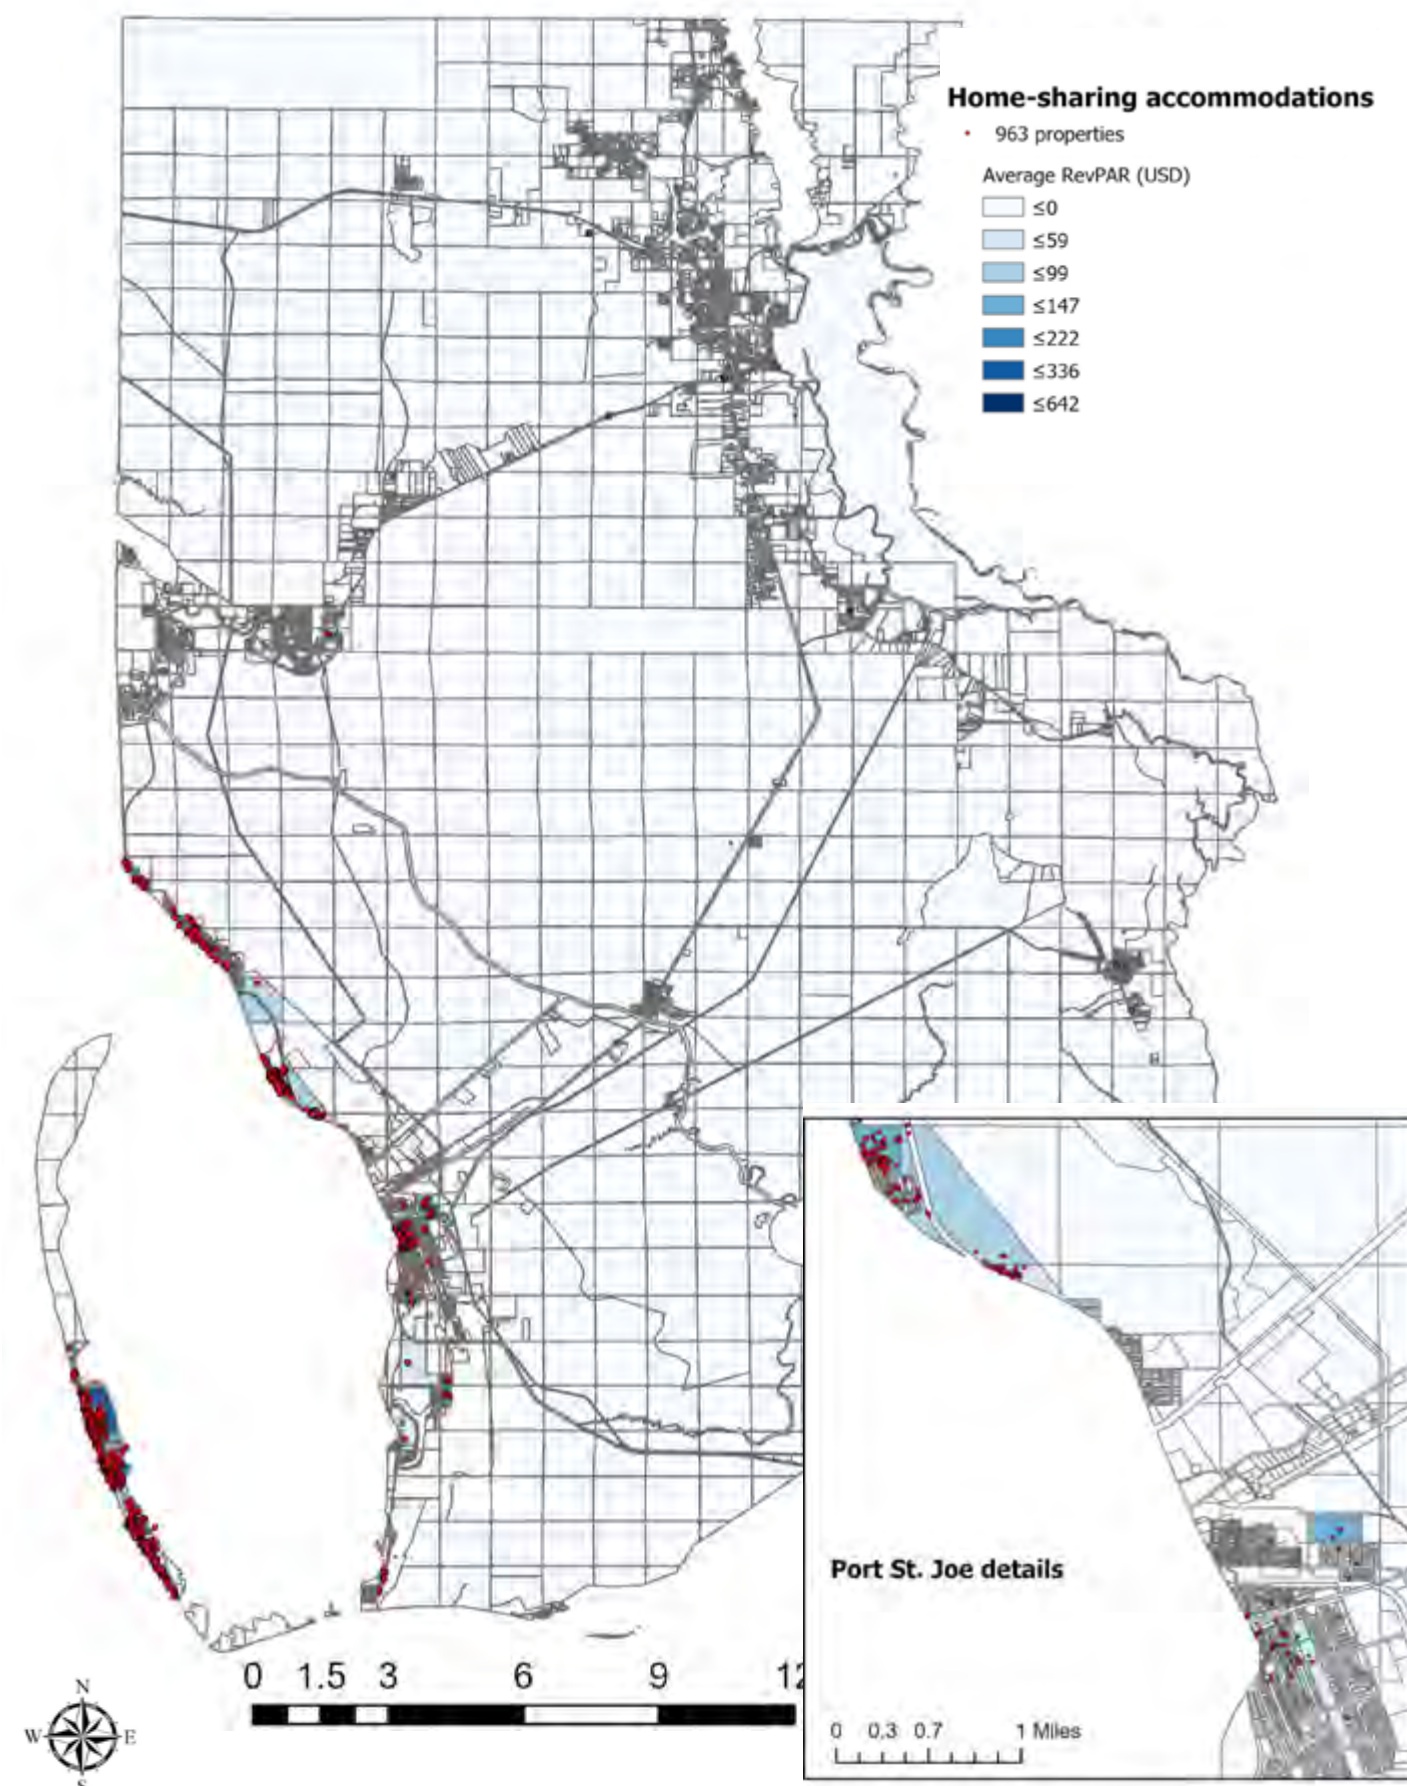 Home-sharing accommodations
963 properties
Average RevPAR (USD)
≤0
≤59
≤99
≤147
≤222
≤336
≤642
Port St. Joe details
0 0.3 0.7 1 Miles
0 1.5 3 6 9 12
N
W E
S